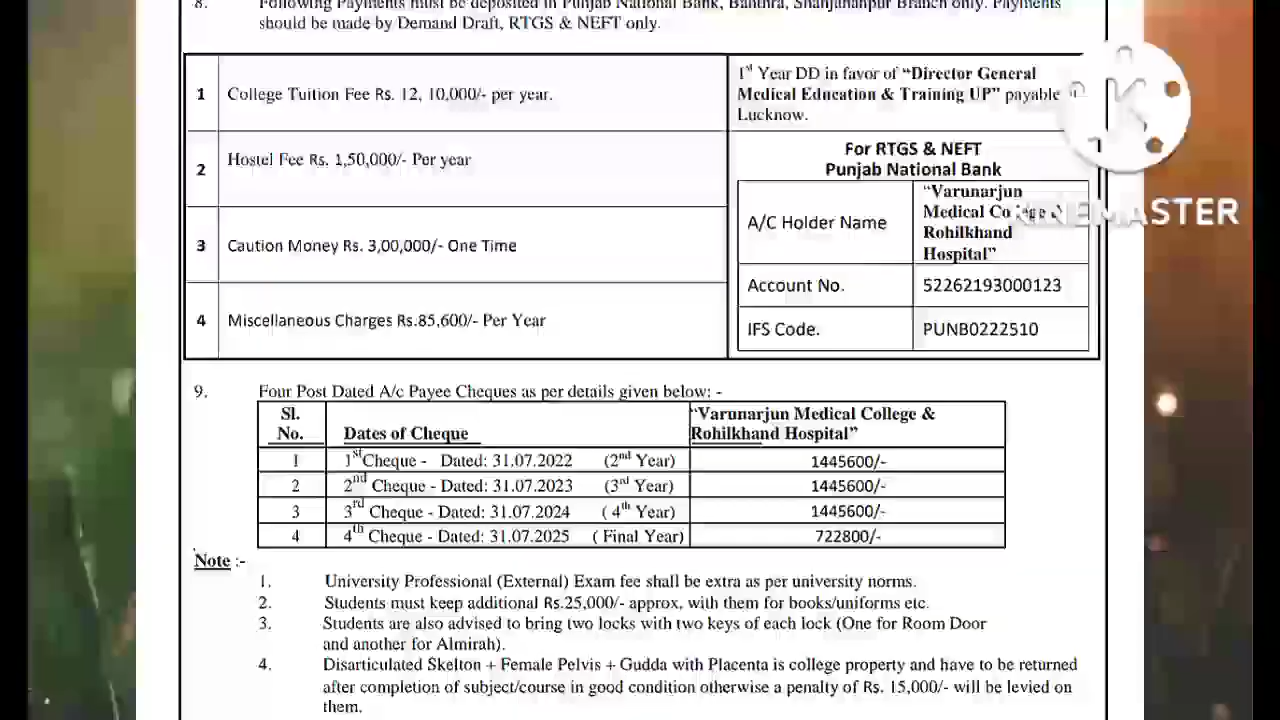 8. Following Payments must be deposited in Punjab National Bank, Banthra, Shahjahanpur Branch only. Payments
should be made by Demand Draft, RTGS & NEFT only.
1 College Tuition Fee Rs. 12, 10,000/- per year.
1st Year DD in favor of “Director General
Medical Education & Training UP” payable
Lucknow.
2 Hostel Fee Rs. 1,50,000/- Per year
3 Caution Money Rs. 3,00,000/- One Time
4 Miscellaneous Charges Rs.85,600/- Per Year
For RTGS & NEFT
Punjab National Bank
A/C Holder Name
“Varunarjun
Medical &
Rohilkhand
Hospital”
Account No. 52262193000123
IFS Code. PUNB0222510
KINEMASTER
9. Four Post Dated A/c Payee Cheques as per details given below: -
Sl.
No.
Dates of Cheque
“Varunarjun Medical College &
Rohilkhand Hospital”
1 1st Cheque - Dated: 31.07.2022 (2nd Year) 1445600/-
2 2nd Cheque - Dated: 31.07.2023 (3rd Year) 1445600/-
3 3rd Cheque - Dated: 31.07.2024 ( 4th Year) 1445600/-
4 4th Cheque - Dated: 31.07.2025 ( Final Year) 722800/-
Note :-
1. University Professional (External) Exam fee shall be extra as per university norms.
2. Students must keep additional Rs.25,000/- approx, with them for books/uniforms etc.
3. Students are also advised to bring two locks with two keys of each lock (One for Room Door
and another for Almirah).
4. Disarticulated Skelton + Female Pelvis + Gudda with Placenta is college property and have to be returned
after completion of subject/course in good condition otherwise a penalty of Rs. 15,000/- will be levied on
them.